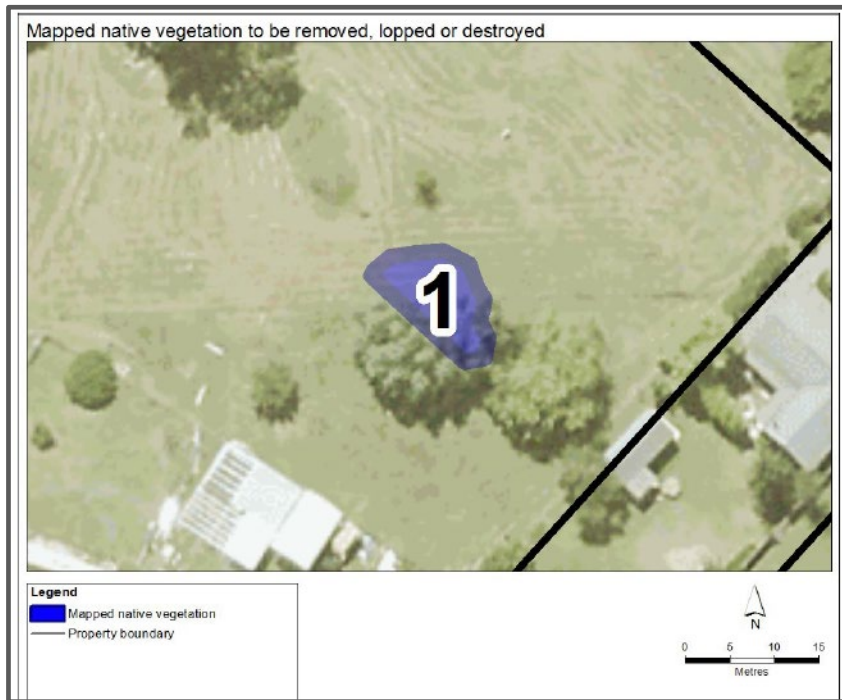 Mapped native vegetation to be removed, lopped or destroyed
1
Legend
Mapped native vegetation
Property boundary
N
0 5 10 15
Metres